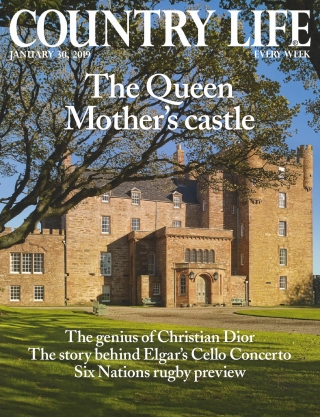 COUNTRY LIFE
JANUARY 30, 2019
EVERY WEEK
The Queen
Mother's castle
The genius of Christian Dior
The story behind Elgar's Cello Concerto
Six Nations rugby preview